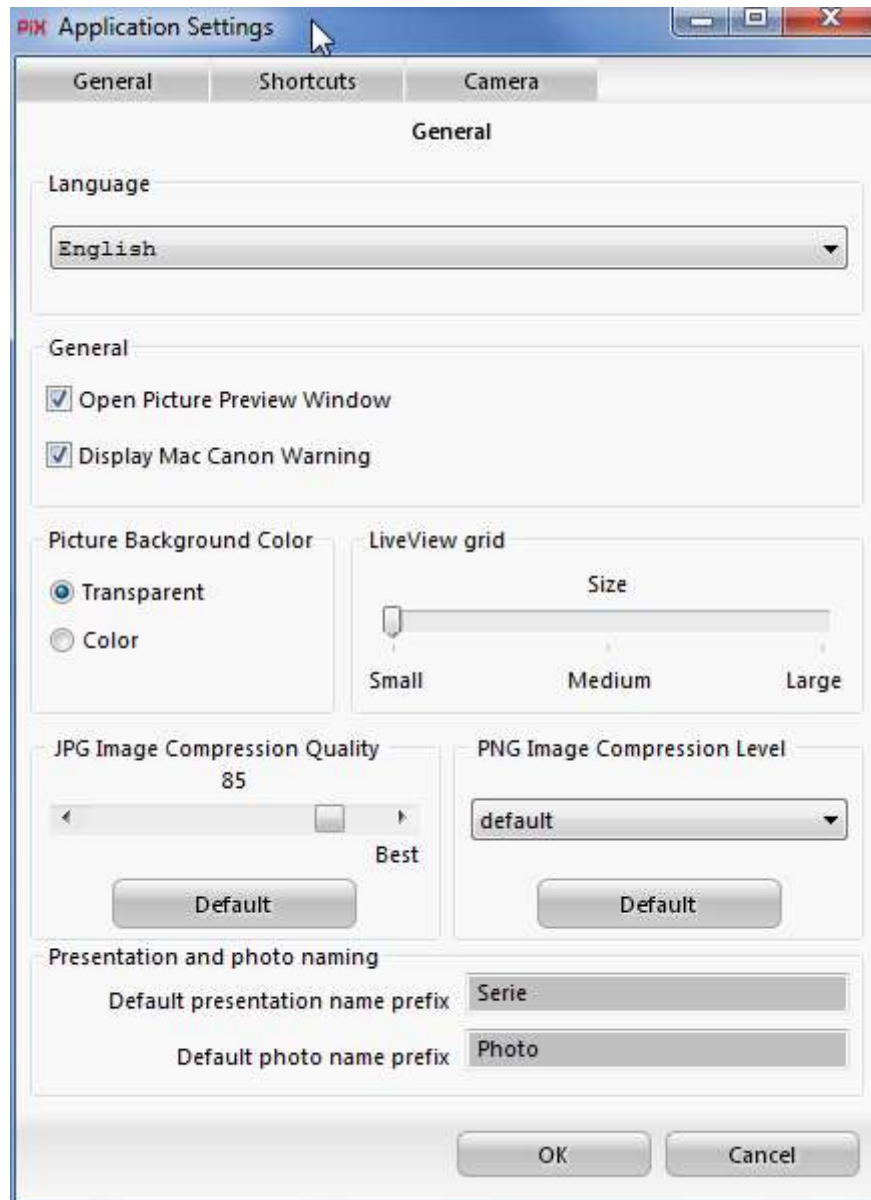 PiX Application Settings
General Shortcuts Camera
General
Language
English
General
Open Picture Preview Window
Display Mac Canon Warning
Picture Background Color
Transparent
Color
LiveView grid
Size
Small Medium Large
JPG Image Compression Quality
85
Best
Default
PNG Image Compression Level
default
Default
Presentation and photo naming
Default presentation name prefix Serie
Default photo name prefix Photo
OK Cancel